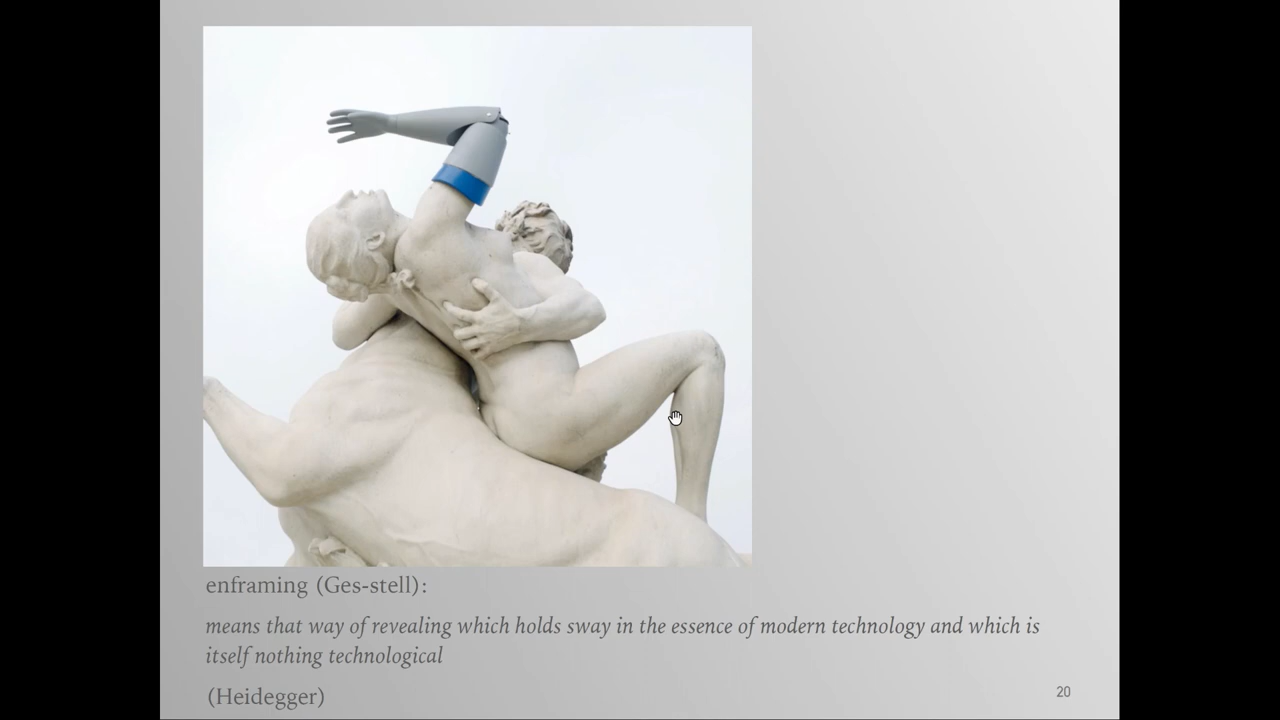 enframing (Ges-stell):
means that way of revealing which holds sway in the essence of modern technology and which is
itself nothing technological
(Heidegger)
20